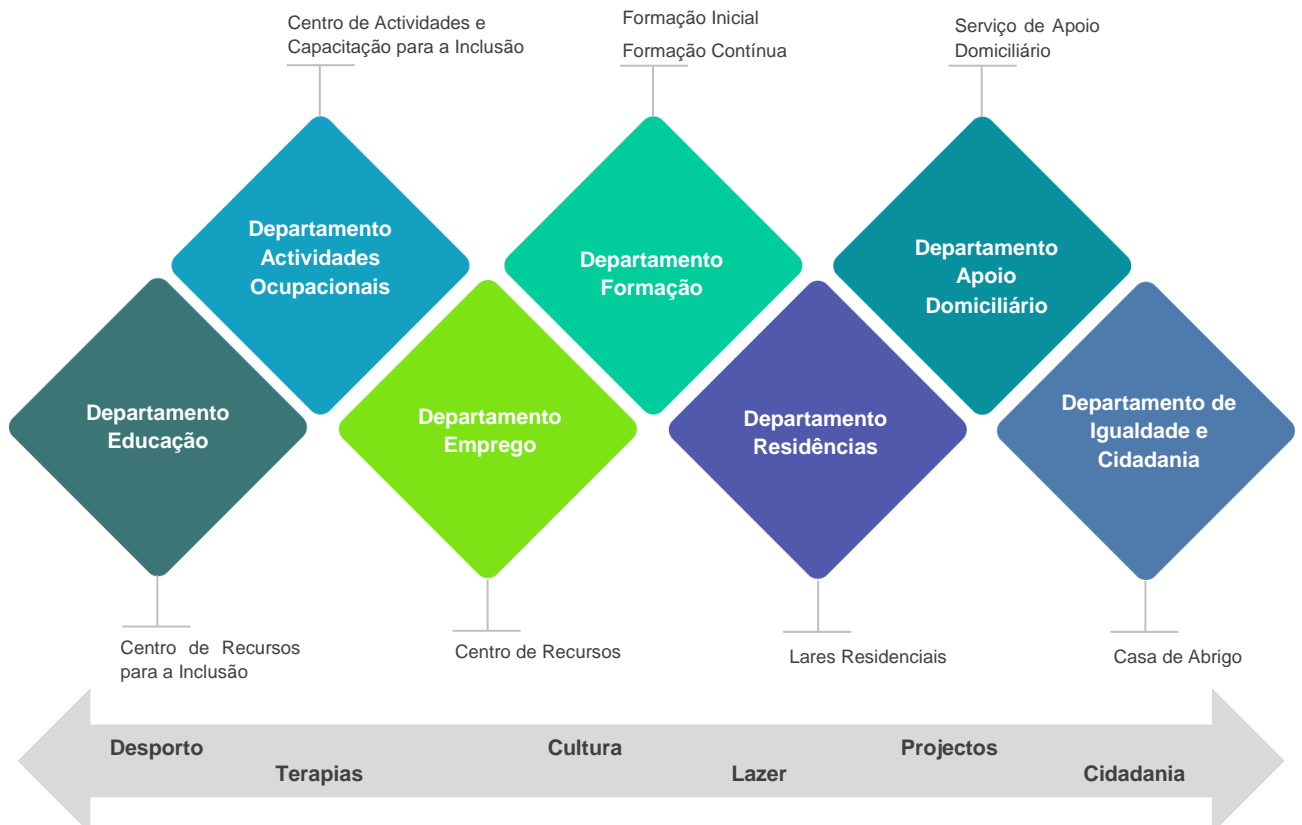 Centro de Actividades e
Capacitação para a Inclusão
Formação Inicial
Formação Contínua
Serviço de Apoio
Domiciliário
Departamento
Actividades
Ocupacionais
Departamento
Formação
Departamento
Apoio
Domiciliário
Departamento
Educação
Departamento
Emprego
Departamento
Residências
Departamento de
Igualdade e
Cidadania
Centro de Recursos
para a Inclusão
Centro de Recursos
Lares Residenciais
Casa de Abrigo
Desporto
Terapias
Cultura
Lazer
Projectos
Cidadania